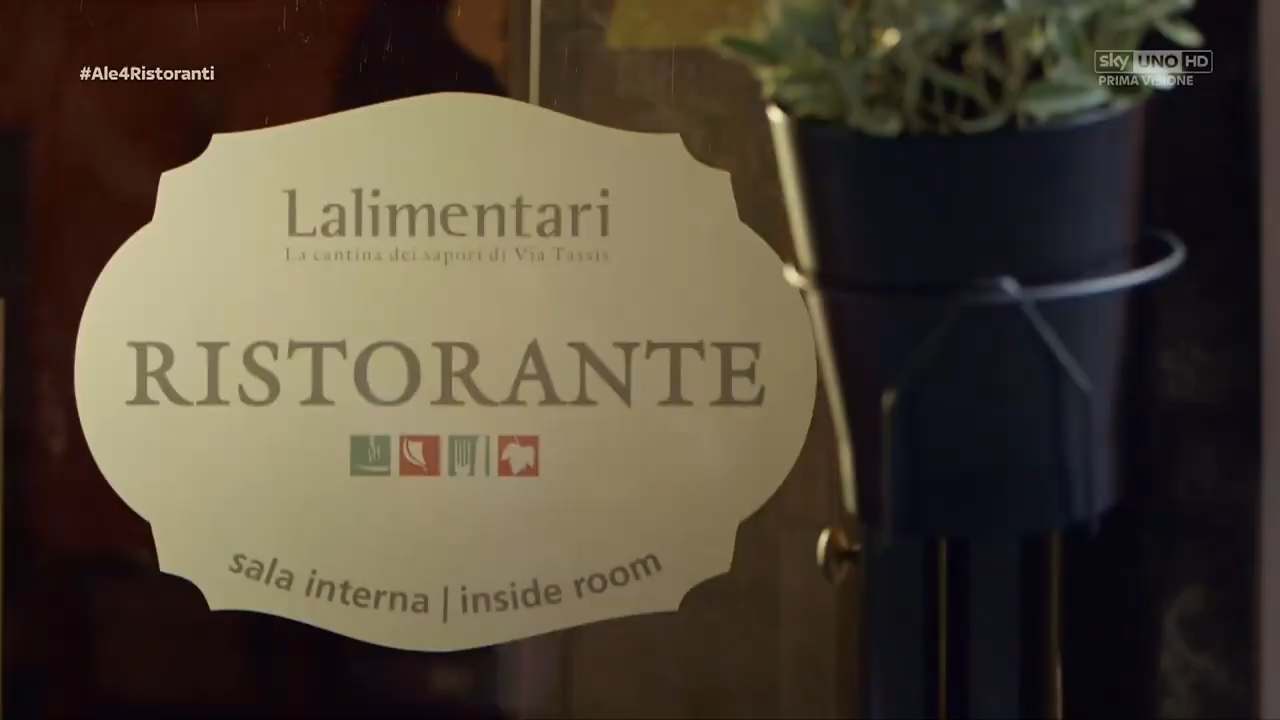 #Ale4Ristoranti
sky UNO HD
PRIMA VISIONE
Lalimentari
La cantina dei sapori di Via Tassis
RISTORANTE
sala interna | inside room